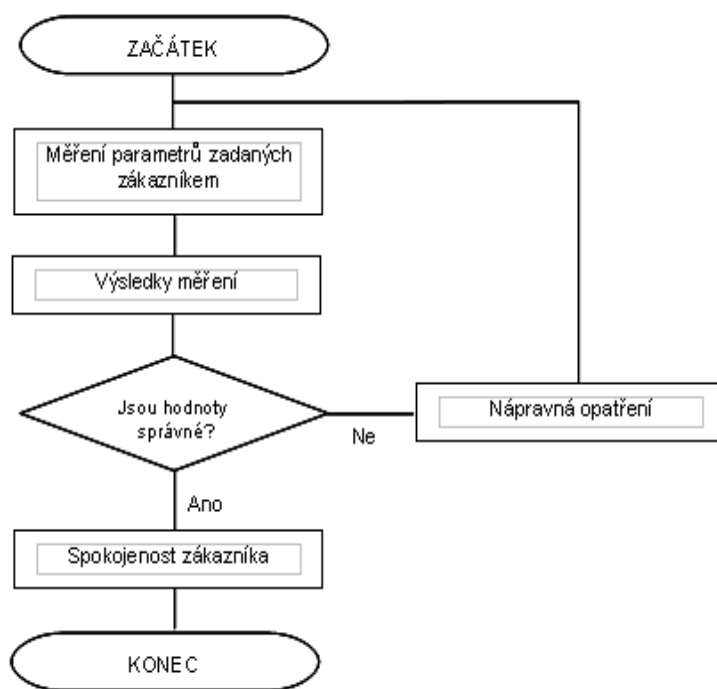 ZAČÁTEK
Měření parametrů zadaných
zákazníkem
Výsledky měření
Jsou hodnoty
správné?
Ne
Nápravná opatření
Ano
Spokojenost zákazníka
KONEC